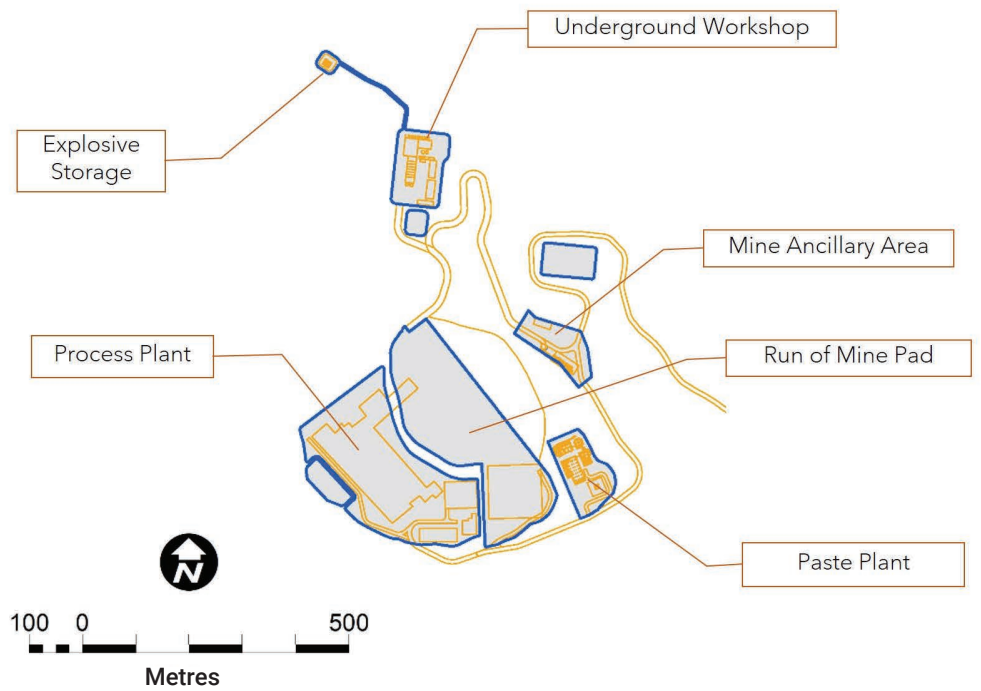 Underground Workshop
Explosive
Storage
Mine Ancillary Area
Process Plant
Run of Mine Pad
Paste Plant
N
100 0 500
Metres